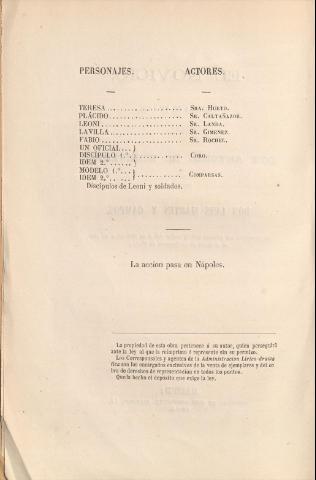 PERSONAJES. ACTORES.
TERESA.................. SRA. HUETO.
PLÁCIDO................ SR. CALTAÑAZOR.
LEONI.................. SR. LANDA.
LAVILLA................ SR. GIMENEZ.
FABIO.................. SR. ROCHEL.
UN OFICIAL....
DISCÍPULO 1.º............... CORO.
IDEM 2.º......
MODELO 1.º...
IDEM 2.º...... COMPARSAS.
Discípulos de Leoni y soldados.
La accion pasa en Nápoles.
La propiedad de esta obra pertenece á su autor, quien perseguirá
ante la ley al que la reimprima ó represente sin su permiso.
Los Corresponsales y agentes de la Administracion Lírico-dramá
tica son los encargados exclusivos de la venta de ejemplares y del co
bro de derechos de representacion en todos los puntos.
Queda hecho el depósito que exige la ley.